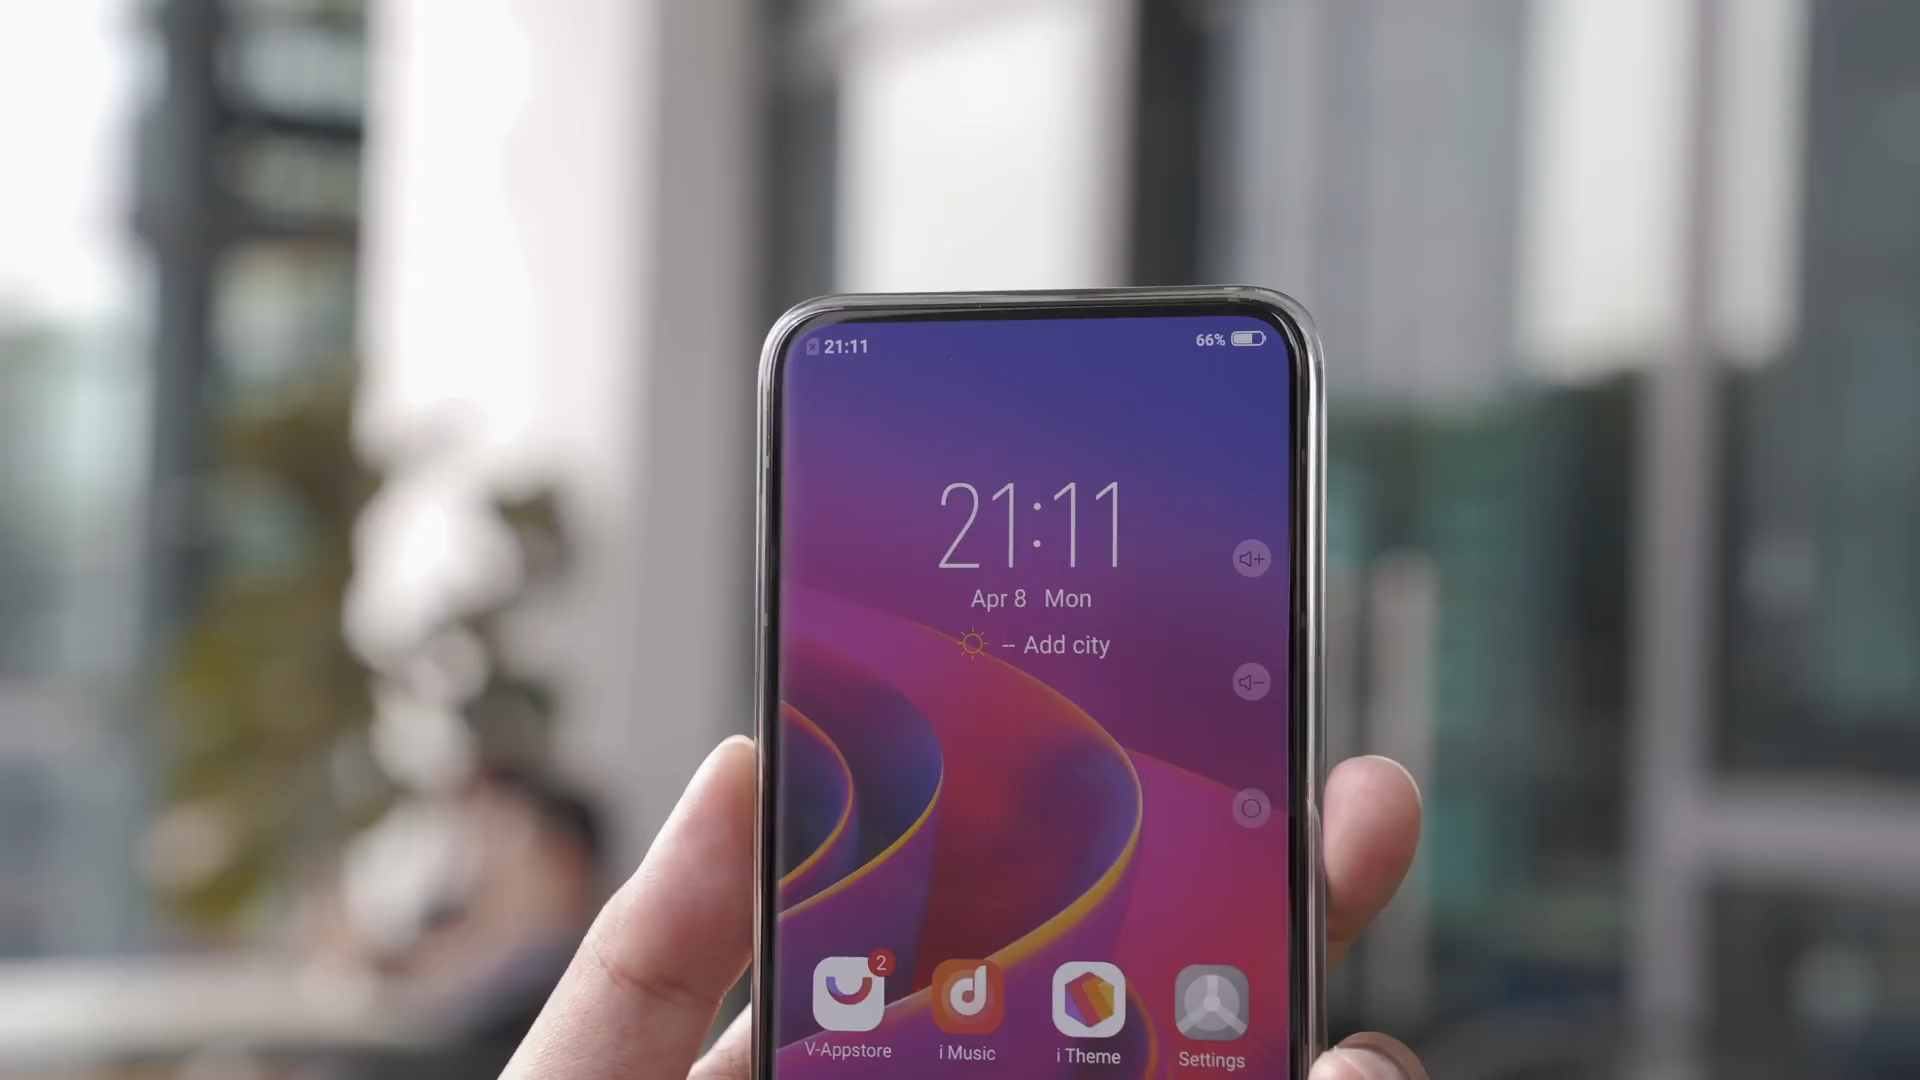 21:11
66%
21:11
Apr 8 Mon
-- Add city
2
V-Appstore
i Music
i Theme
Settings